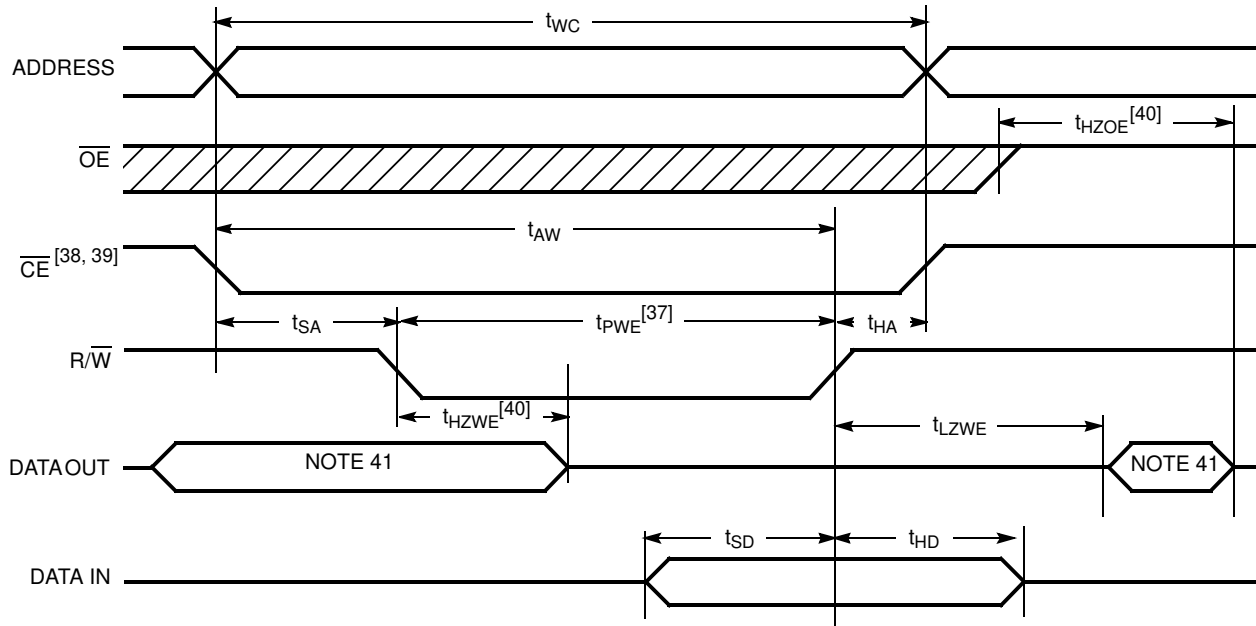 tWC
ADDRESS
tHZOE[40]
OE
tAW
CE [38, 39]
tSA
tPWE[37]
tHA
R/W
tHZWE[40]
tLZWE
DATA OUT
NOTE 41
NOTE 41
tSD
tHD
DATA IN